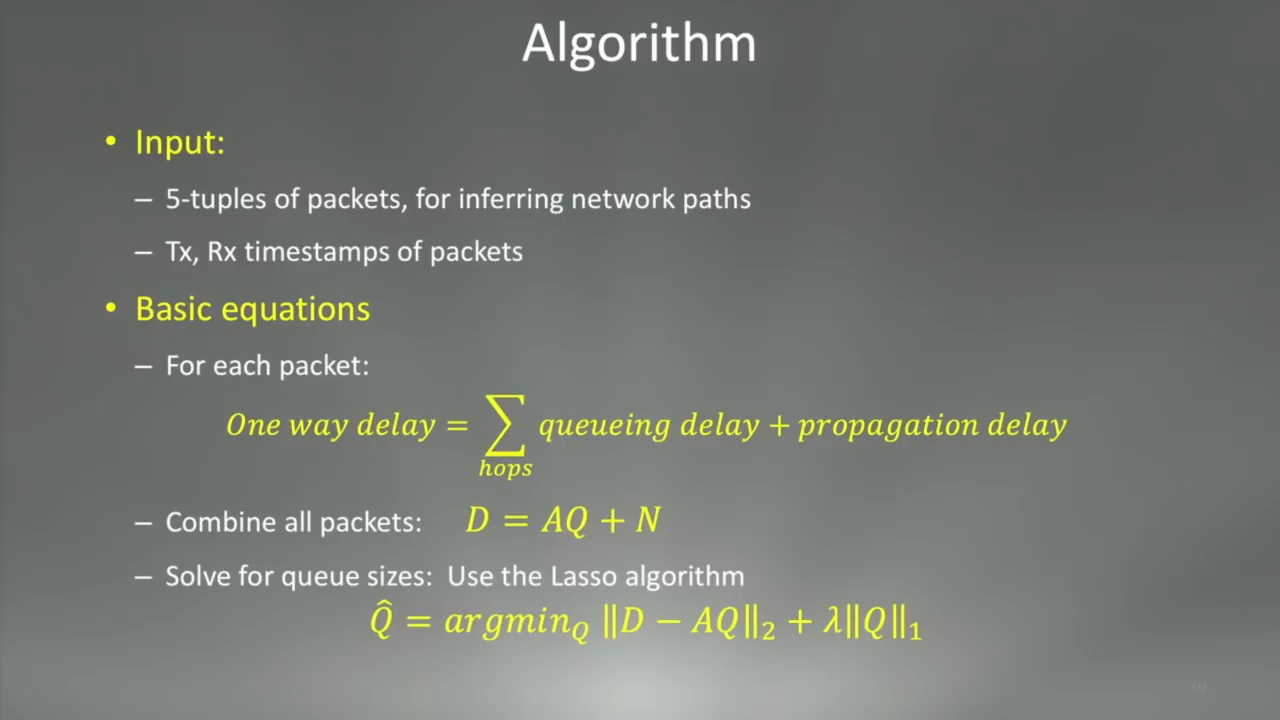 Algorithm
• Input:
– 5-tuples of packets, for inferring network paths
– Tx, Rx timestamps of packets
• Basic equations
– For each packet:
One way delay = ∑ queueing delay + propagation delay
hops
– Combine all packets: D = AQ + N
– Solve for queue sizes: Use the Lasso algorithm
Q̂ = argmin_Q ‖D − AQ‖₂ + λ‖Q‖₁
10